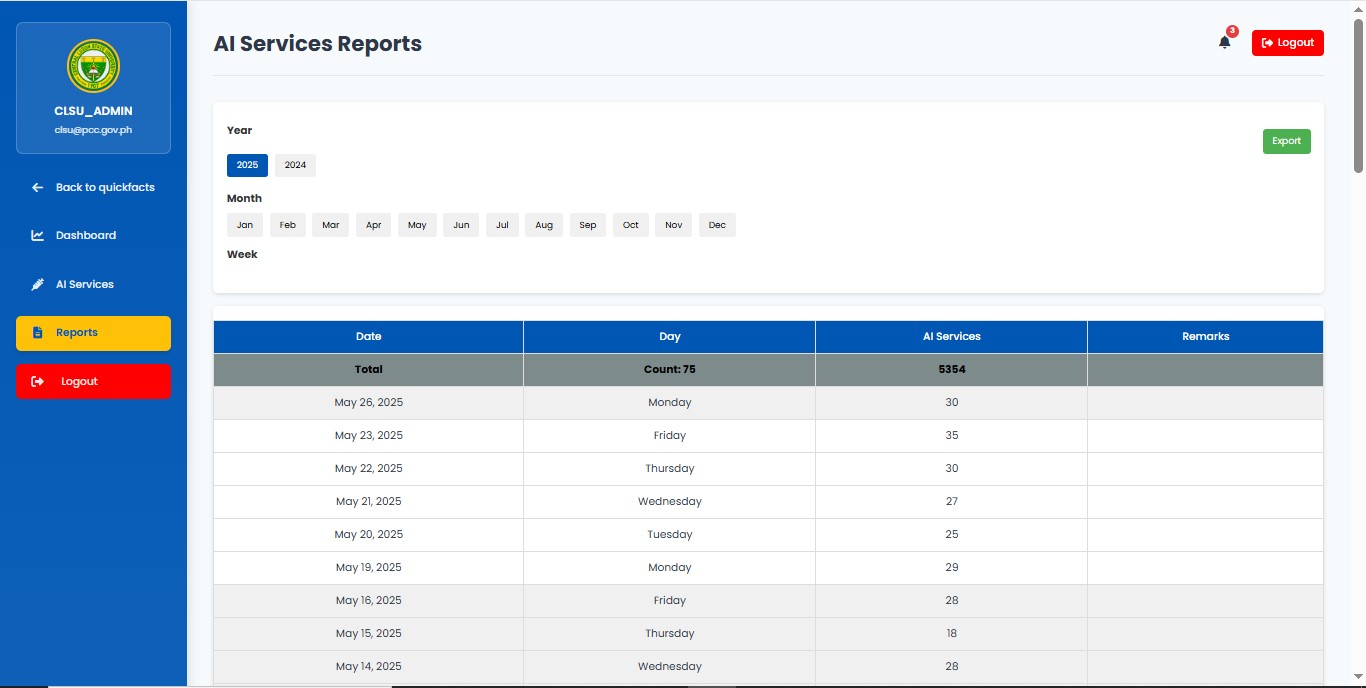 CLSU_ADMIN
clsu@pcc.gov.ph
Back to quickfacts
Dashboard
AI Services
Reports
Logout
AI Services Reports
3
Logout
Year
Export
2025 2024
Month
Jan Feb Mar Apr May Jun Jul Aug Sep Oct Nov Dec
Week
Date Day AI Services Remarks
Total Count: 75 5354
May 26, 2025 Monday 30
May 23, 2025 Friday 35
May 22, 2025 Thursday 30
May 21, 2025 Wednesday 27
May 20, 2025 Tuesday 25
May 19, 2025 Monday 29
May 16, 2025 Friday 28
May 15, 2025 Thursday 18
May 14, 2025 Wednesday 28